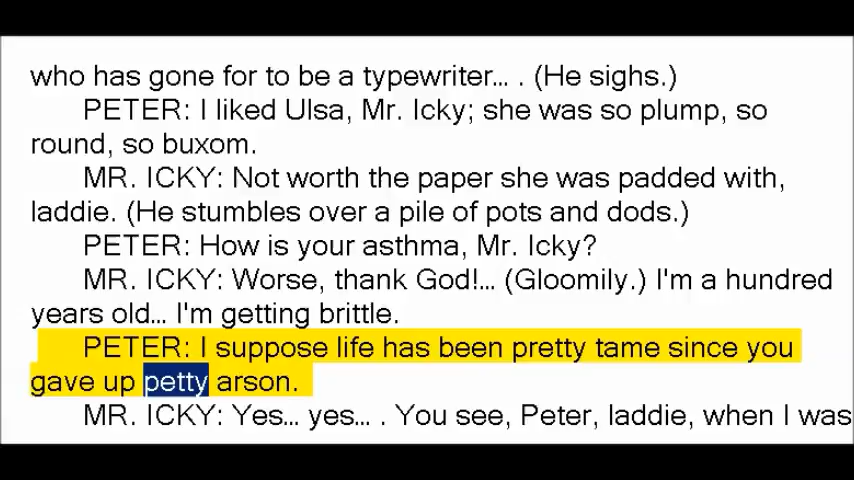 who has gone for to be a typewriter... . (He sighs.)
PETER: I liked Ulsa, Mr. Icky; she was so plump, so
round, so buxom.
MR. ICKY: Not worth the paper she was padded with,
laddie. (He stumbles over a pile of pots and dods.)
PETER: How is your asthma, Mr. Icky?
MR. ICKY: Worse, thank God!... (Gloomily.) I'm a hundred
years old... I'm getting brittle.
PETER: I suppose life has been pretty tame since you
gave up petty arson.
MR. ICKY: Yes... yes... . You see, Peter, laddie, when I was